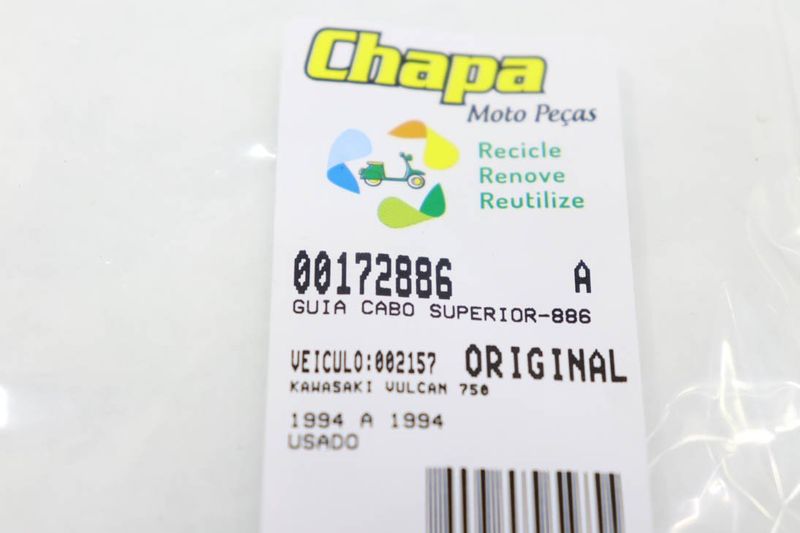 Chapa
Moto Peças
Recicle
Renove
Reutilize
00172886 A
GUIA CABO SUPERIOR-886
VEICULO:002157 ORIGINAL
KAWASAKI VULCAN 750
1994 A 1994
USADO